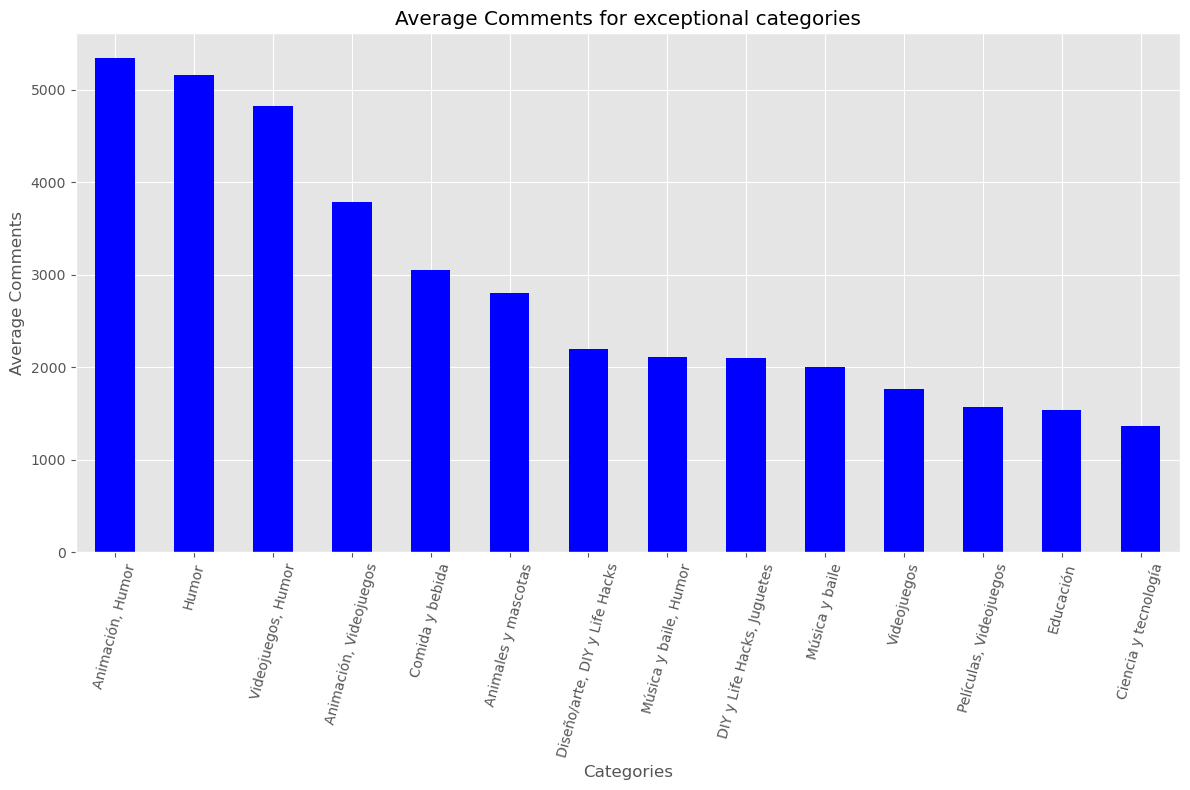 Average Comments for exceptional categories
Average Comments
5000
4000
3000
2000
1000
0
Animación, Humor
Humor
Videojuegos, Humor
Animación, Videojuegos
Comida y bebida
Animales y mascotas
Diseño/arte, DIY y Life Hacks
Música y baile, Humor
DIY y Life Hacks, Juguetes
Música y baile
Videojuegos
Películas, Videojuegos
Educación
Ciencia y tecnología
Categories